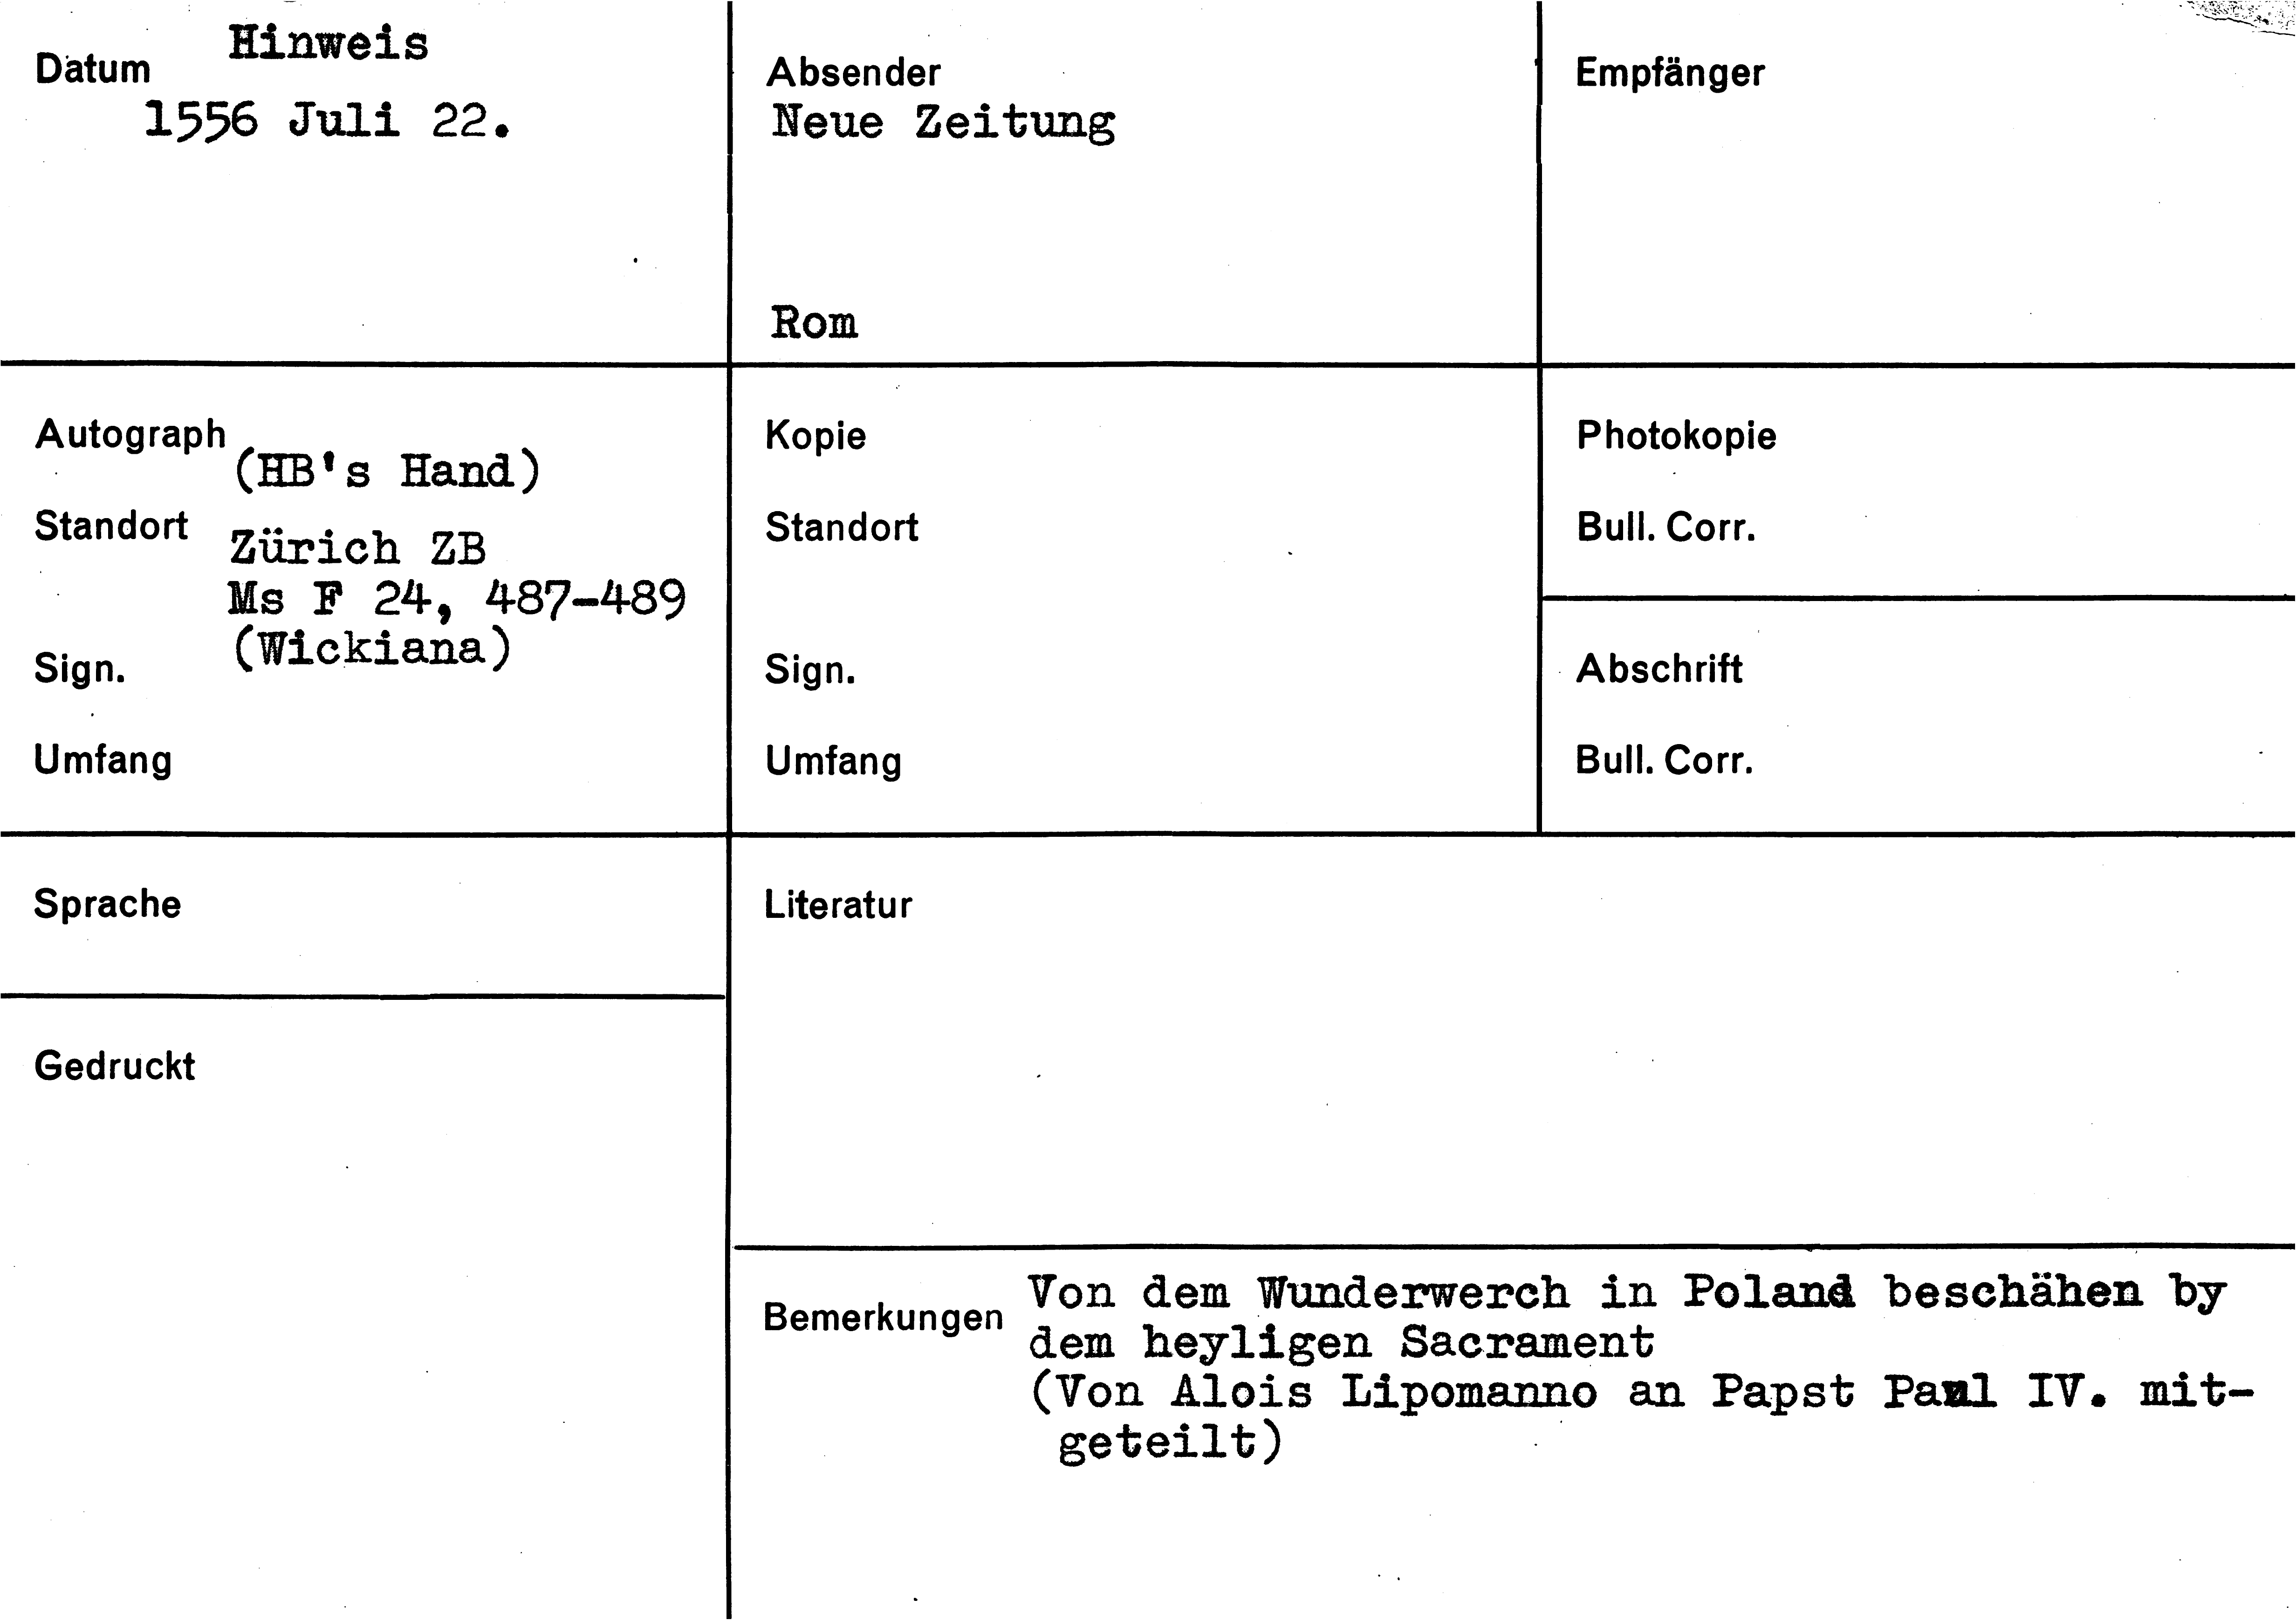 Hinweis
Datum
1556 Juli 22.
Absender
Neue Zeitung
Rom
Empfänger
Autograph
(HB's Hand)
Standort
Zürich ZB
Ms F 24, 487-489
(Wickiana)
Sign.
Umfang
Kopie
Standort
Sign.
Umfang
Photokopie
Bull. Corr.
Abschrift
Bull. Corr.
Sprache
Gedruckt
Literatur
Bemerkungen
Von dem Wunderwerch in Poland beschähen by
dem heyligen Sacrament
(Von Alois Lipomanno an Papst Paul IV. mit-
geteilt)